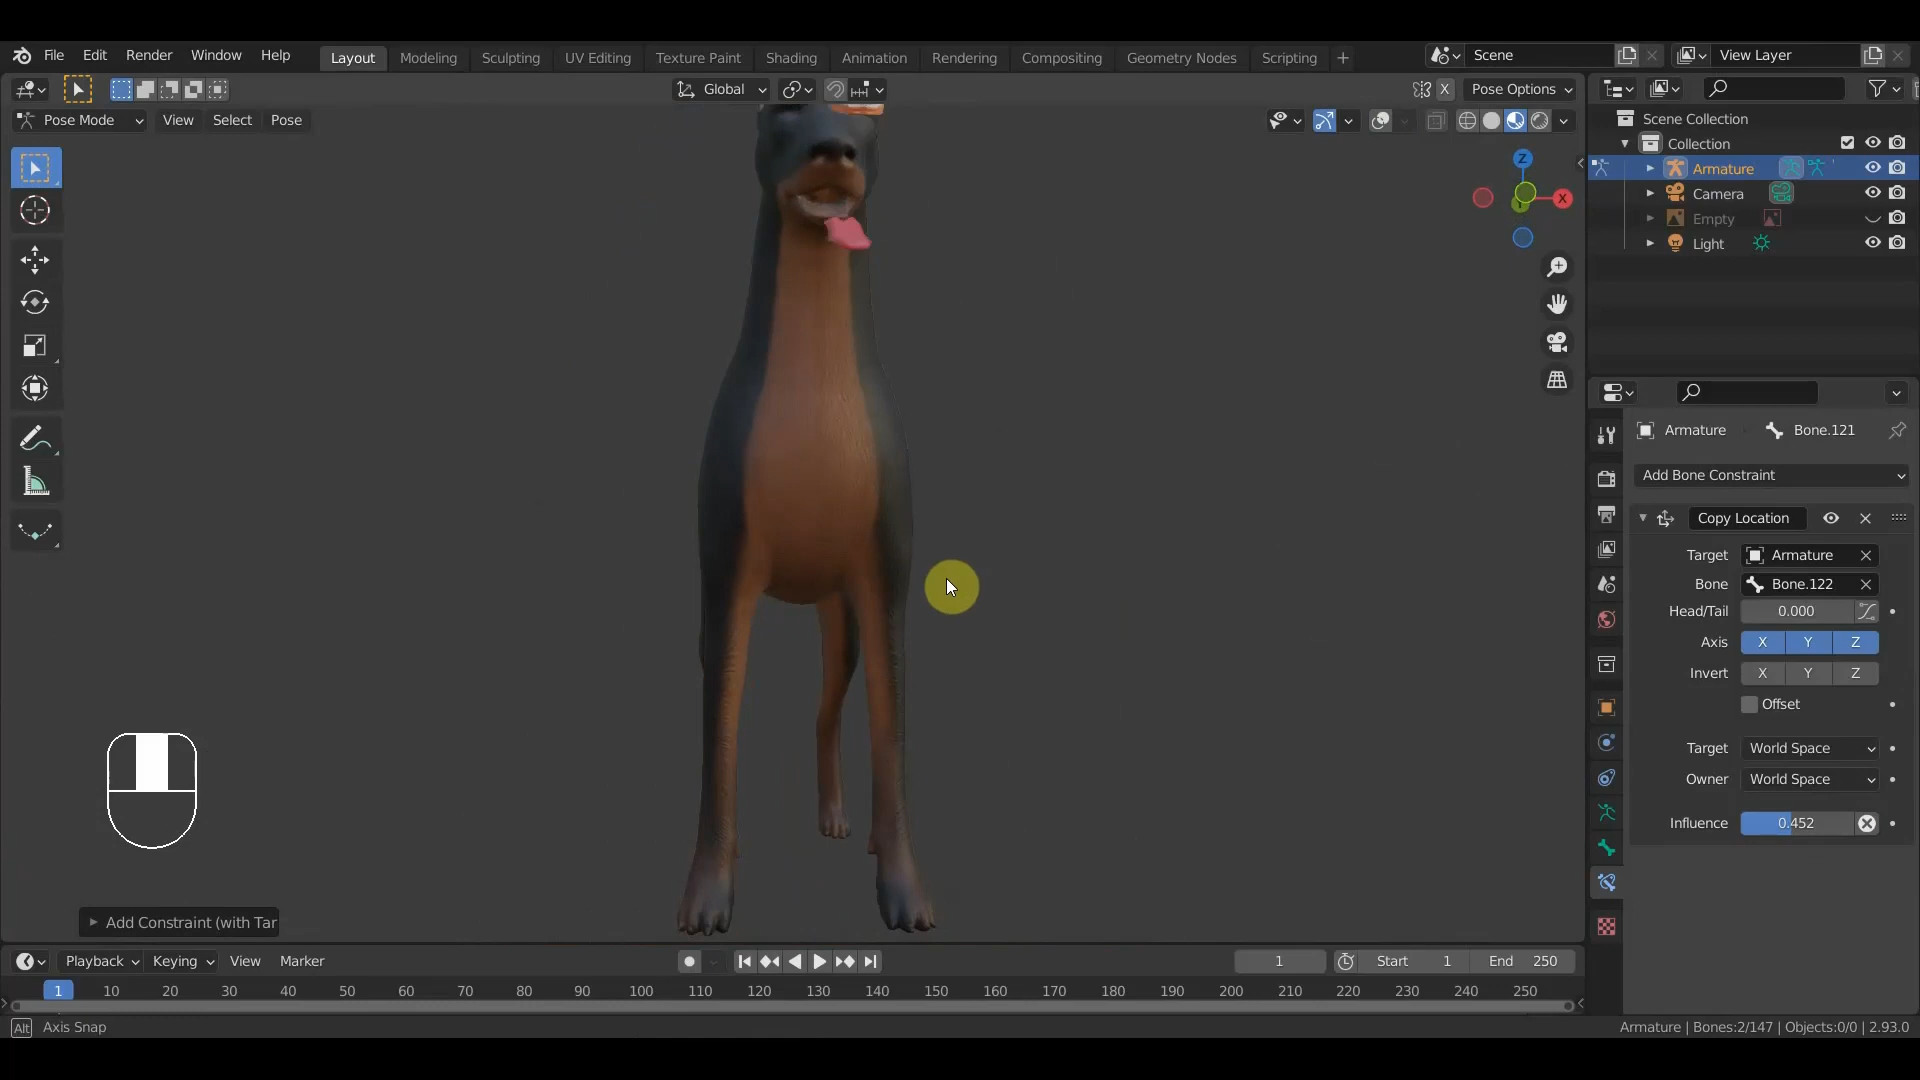 File Edit Render Window Help Layout Modeling Sculpting UV Editing Texture Paint Shading Animation Rendering Compositing Geometry Nodes Scripting + Scene View Layer
Global X Pose Options
Pose Mode View Select Pose
Scene Collection
Collection
Armature
Camera
Empty
Light
Z
X
Y
Armature Bone.121
Add Bone Constraint
Copy Location
Target Armature
Bone Bone.122
Head/Tail 0.000
Axis X Y Z
Invert X Y Z
Offset
Target World Space
Owner World Space
Influence 0.452
Add Constraint (with Tar
Playback Keying View Marker 1 Start 1 End 250
1 10 20 30 40 50 60 70 80 90 100 110 120 130 140 150 160 170 180 190 200 210 220 230 240 250
Alt Axis Snap Armature | Bones:2/147 | Objects:0/0 | 2.93.0